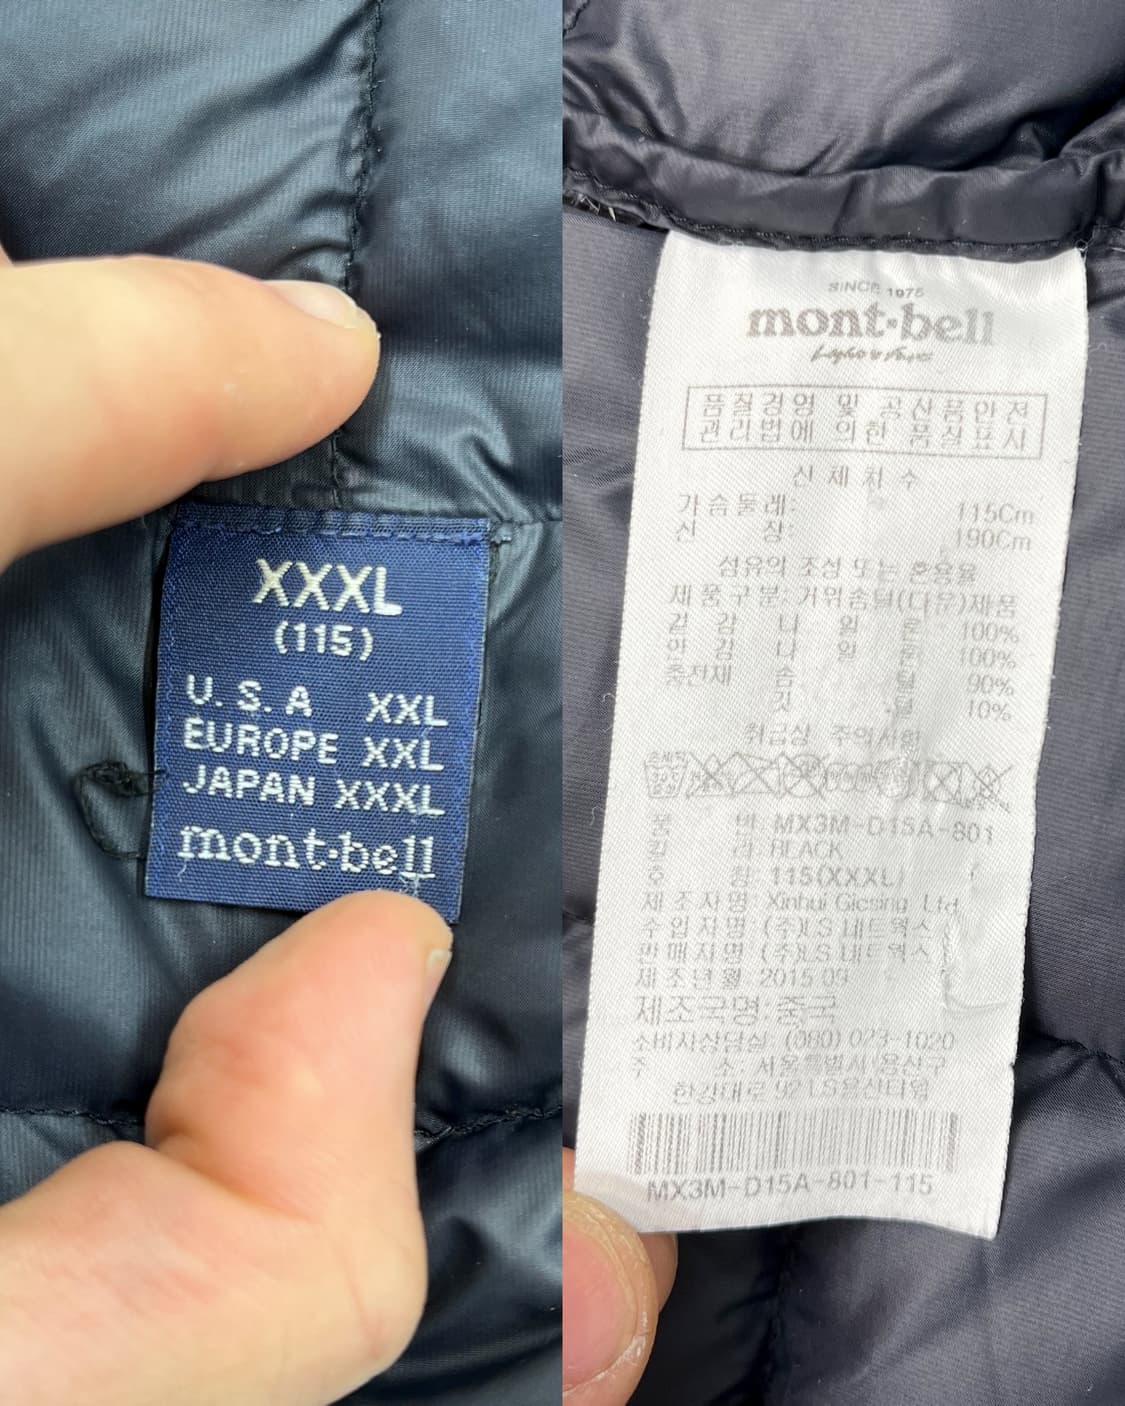 XXXL
(115)
U.S.A XXL
EUROPE XXL
JAPAN XXXL
mont·bell
SINCE 1975
mont·bell
품질경영 및 공산품안전
관리법에 의한 품질표시
신체치수
가슴둘레: 115Cm
신 장: 190Cm
섬유의 조성 또는 혼용율
제품구분:거위솜털(다운)제품
겉 감 나 일 론 100%
안 감 나 일 론 100%
충전재 솜 털 90%
깃 털 10%
취급상 주의사항
품 번: MX3M-D15A-801
컬 러: BLACK
호 칭: 115(XXXL)
제조자명: Xinhui Ltd
수입자명: (주)LS 네트웍스
판매자명: (주)LS 네트웍스
제조년월: 2015.09
제조국명: 중국
소비자상담실: (080) 023-1020
주 소: 서울특별시 용산구
한강대로 92 LS용산타워
MX3M-D15A-801-115